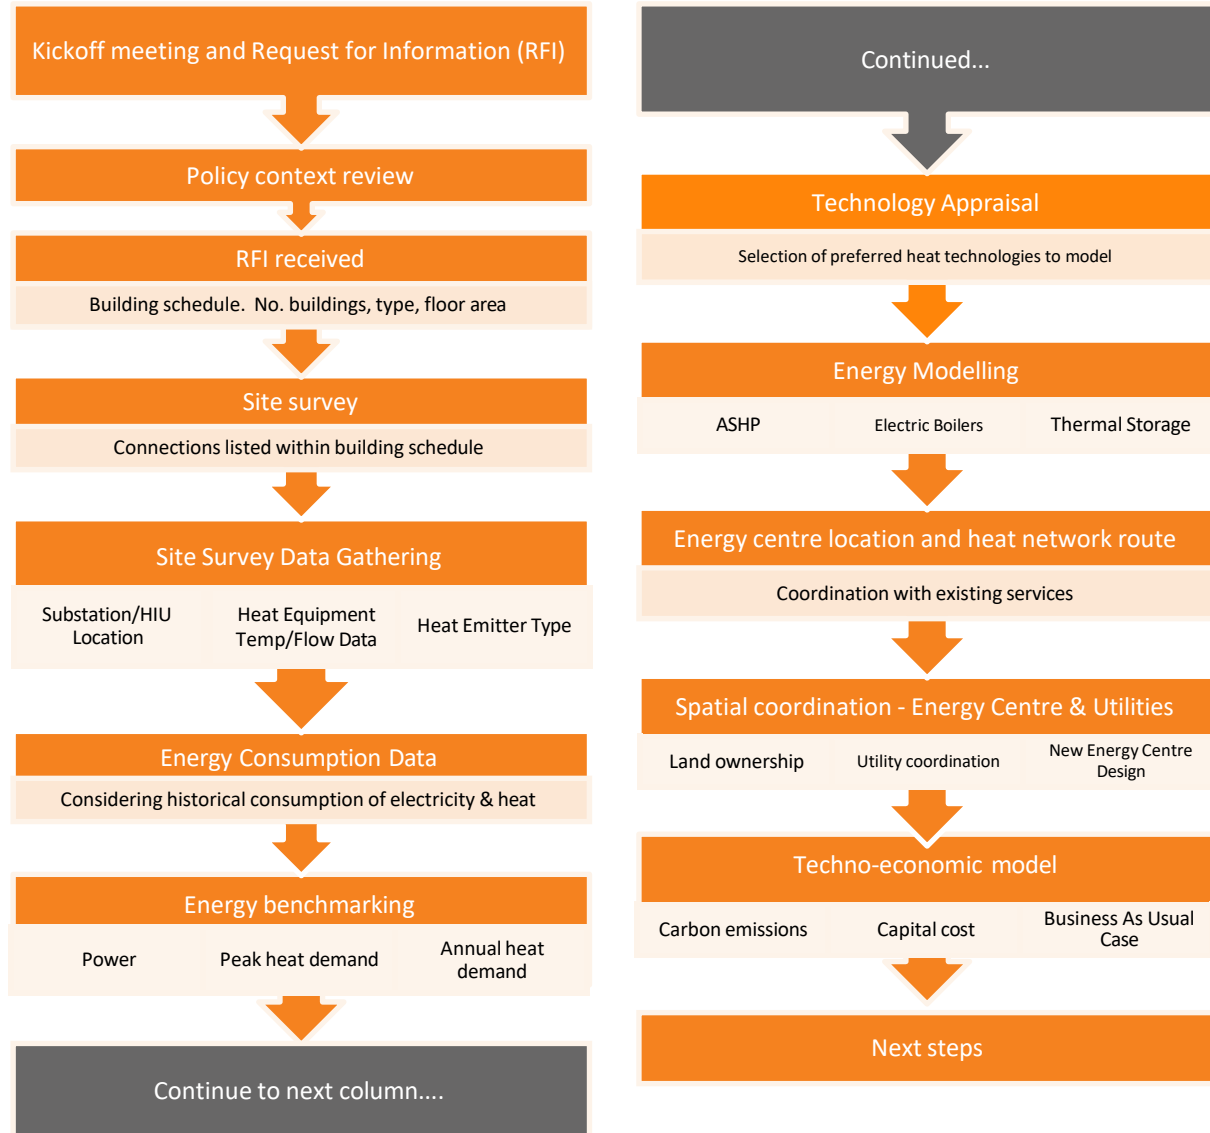 Kickoff meeting and Request for Information (RFI)
Policy context review
RFI received
Building schedule. No. buildings, type, floor area
Site survey
Connections listed within building schedule
Site Survey Data Gathering
Substation/HIU
Location
Heat Equipment
Temp/Flow Data
Heat Emitter Type
Energy Consumption Data
Considering historical consumption of electricity & heat
Energy benchmarking
Power
Peak heat demand
Annual heat
demand
Continue to next column....
Continued...
Technology Appraisal
Selection of preferred heat technologies to model
Energy Modelling
ASHP
Electric Boilers
Thermal Storage
Energy centre location and heat network route
Coordination with existing services
Spatial coordination - Energy Centre & Utilities
Land ownership
Utility coordination
New Energy Centre
Design
Techno-economic model
Carbon emissions
Capital cost
Business As Usual
Case
Next steps